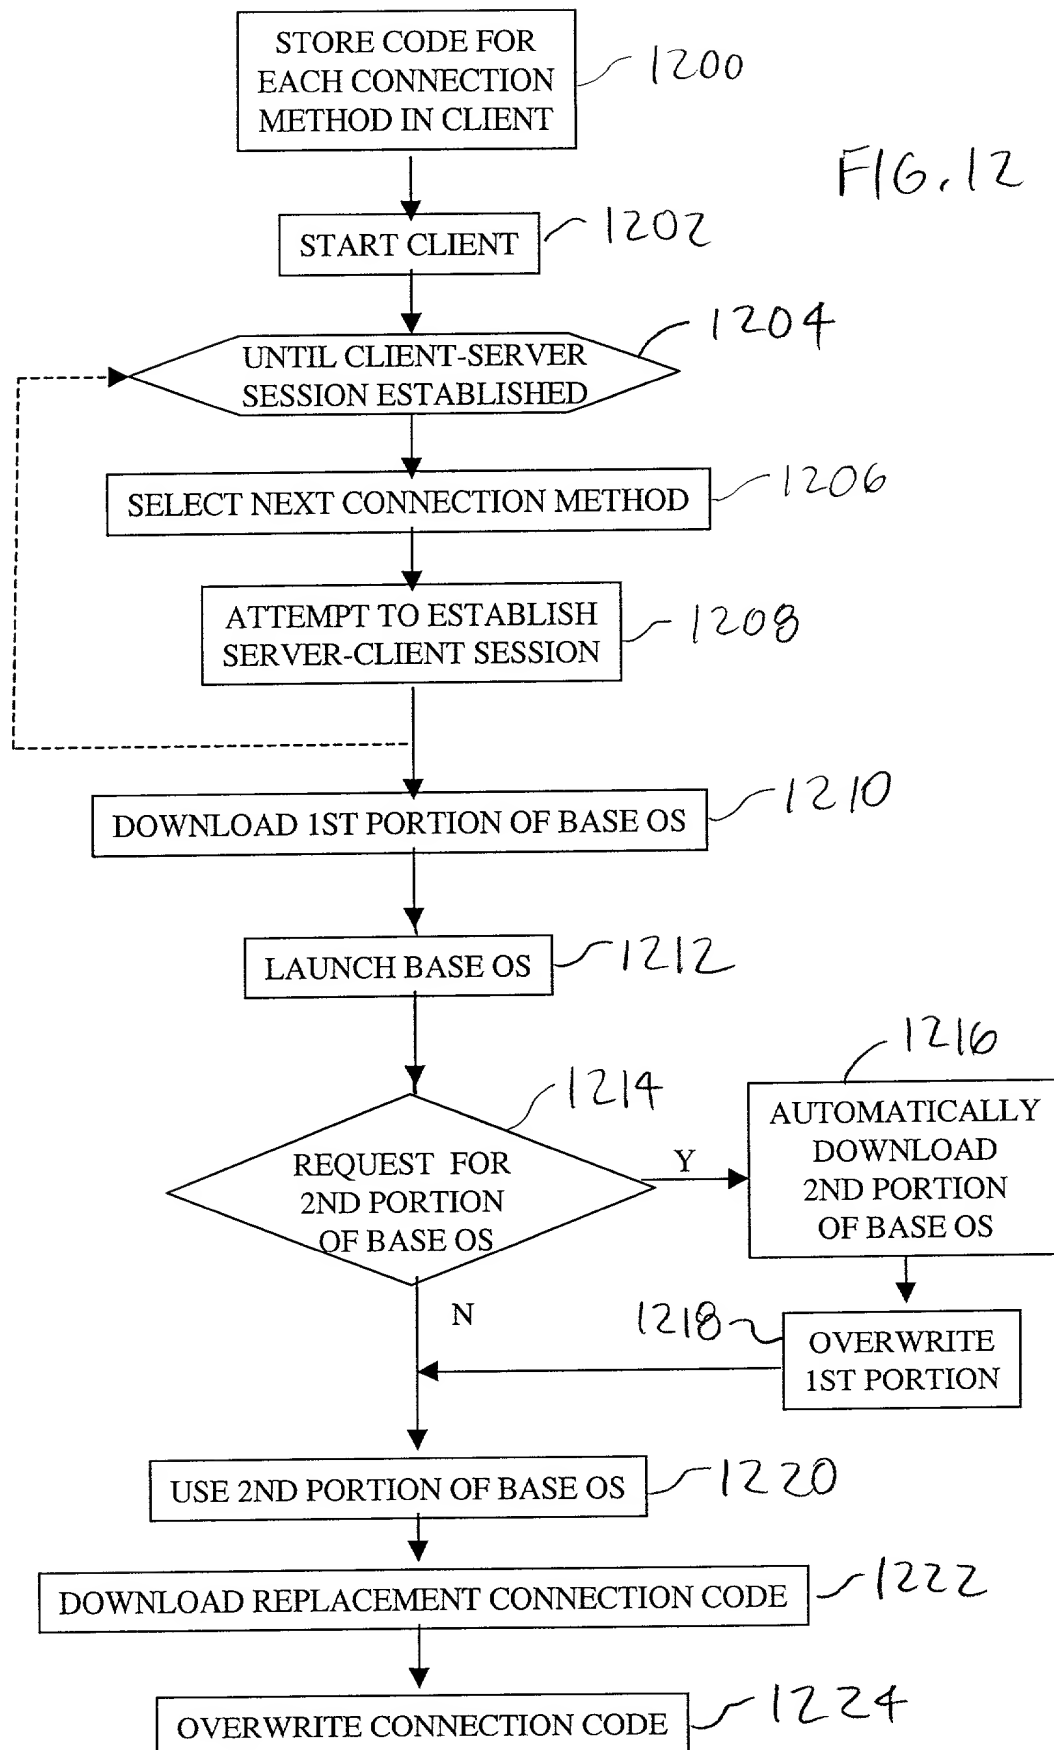 STORE CODE FOR
EACH CONNECTION
METHOD IN CLIENT
1200
FIG.12
START CLIENT
1202
UNTIL CLIENT-SERVER
SESSION ESTABLISHED
1204
SELECT NEXT CONNECTION METHOD
1206
ATTEMPT TO ESTABLISH
SERVER-CLIENT SESSION
1208
DOWNLOAD 1ST PORTION OF BASE OS
1210
LAUNCH BASE OS
1212
REQUEST FOR
2ND PORTION
OF BASE OS
1214
Y
N
1216
AUTOMATICALLY
DOWNLOAD
2ND PORTION
OF BASE OS
1218
OVERWRITE
1ST PORTION
USE 2ND PORTION OF BASE OS
1220
DOWNLOAD REPLACEMENT CONNECTION CODE
1222
OVERWRITE CONNECTION CODE
1224